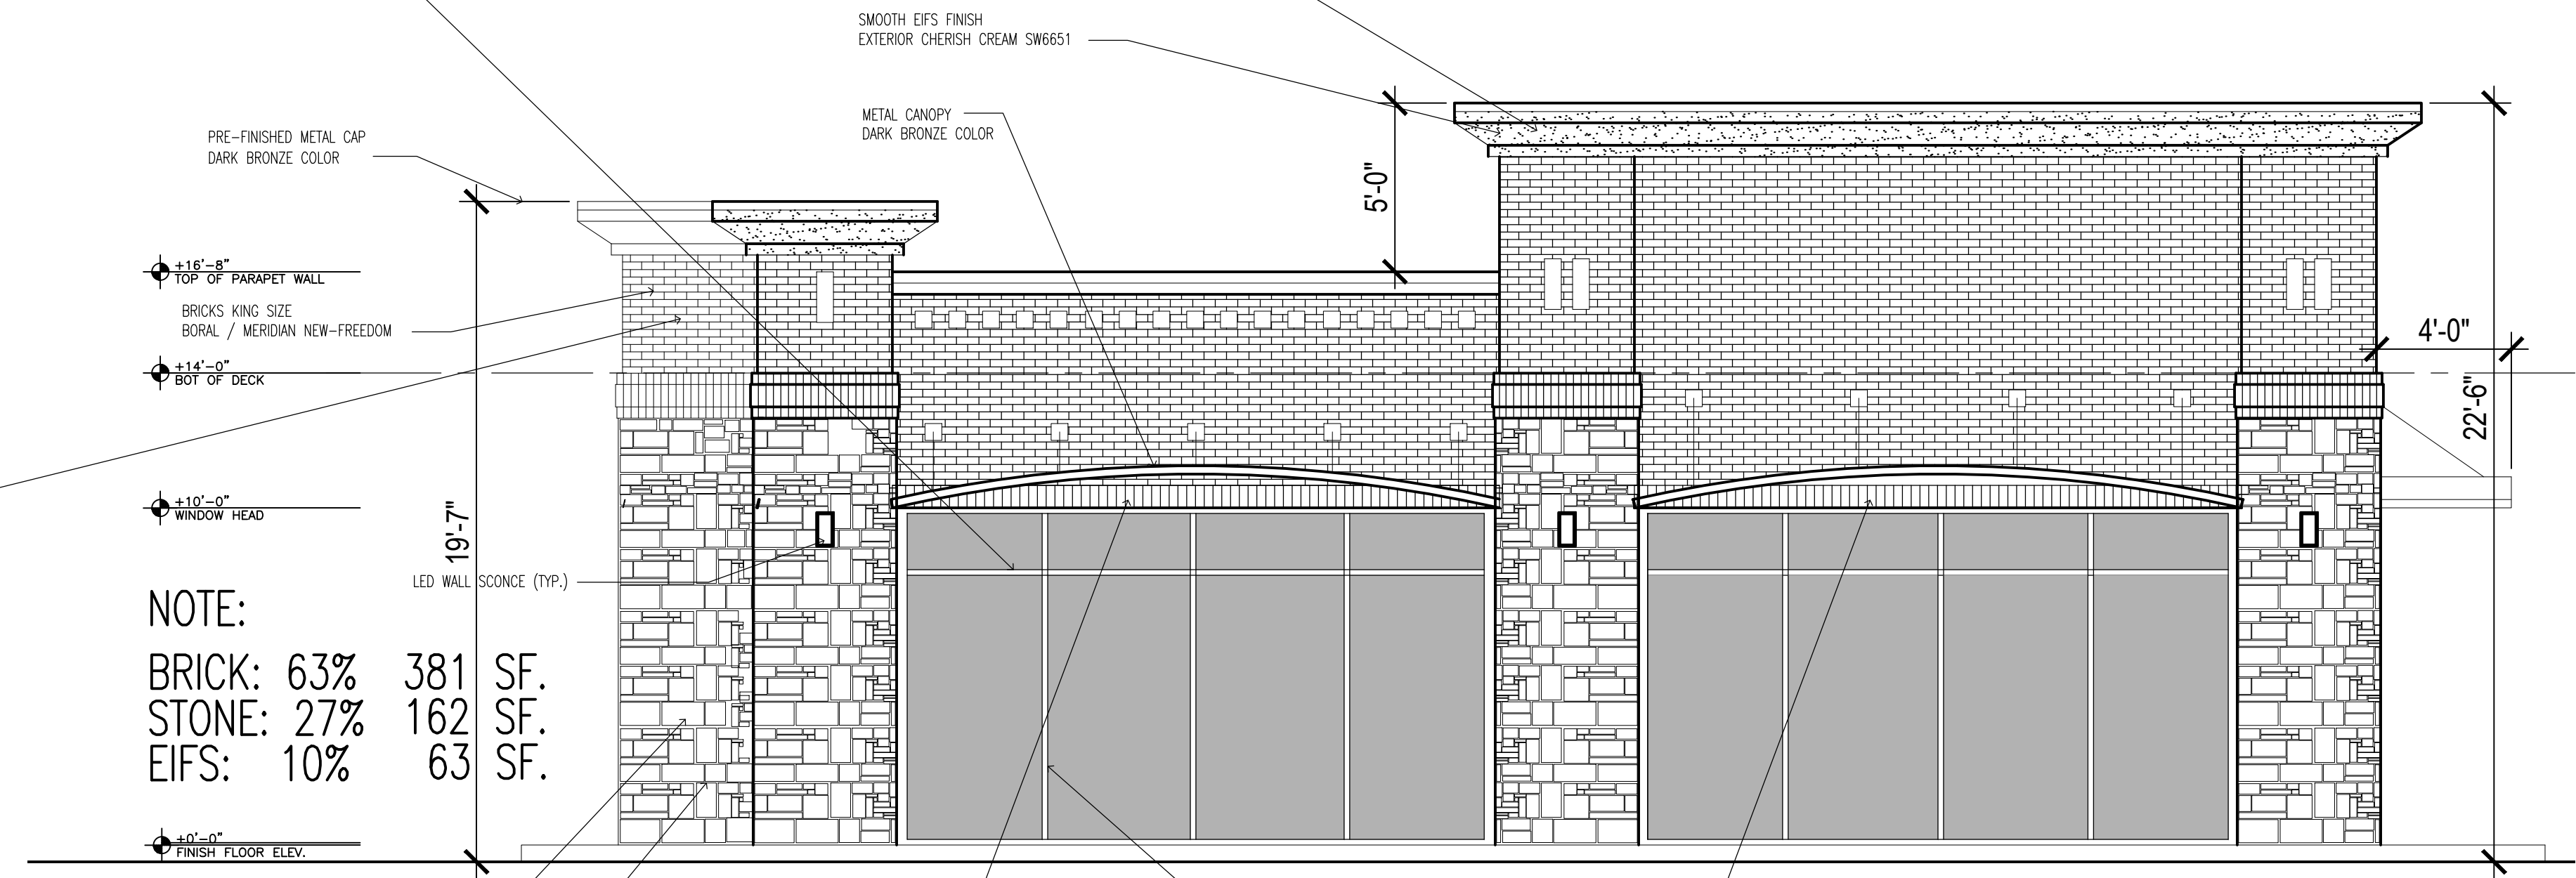 SMOOTH EIFS FINISH
EXTERIOR CHERISH CREAM SW6651
METAL CANOPY
DARK BRONZE COLOR
PRE-FINISHED METAL CAP
DARK BRONZE COLOR
5'-0"
+16'-8"
TOP OF PARAPET WALL
BRICKS KING SIZE
BORAL / MERIDIAN NEW-FREEDOM
4'-0"
+14'-0"
BOT OF DECK
22'-6"
+10'-0"
WINDOW HEAD
19'-7"
LED WALL SCONCE (TYP.)
NOTE:
BRICK: 63% 381 SF.
STONE: 27% 162 SF.
EIFS: 10% 63 SF.
+0'-0"
FINISH FLOOR ELEV.